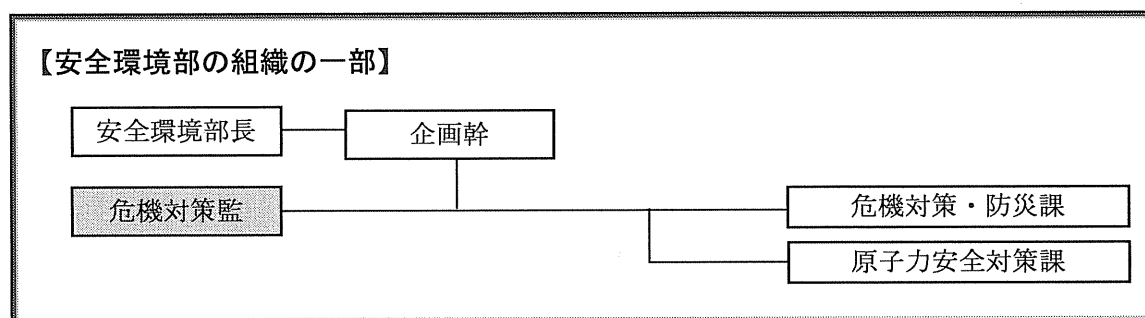 【安全環境部の組織の一部】
安全環境部長
企画幹
危機対策監
危機対策・防災課
原子力安全対策課